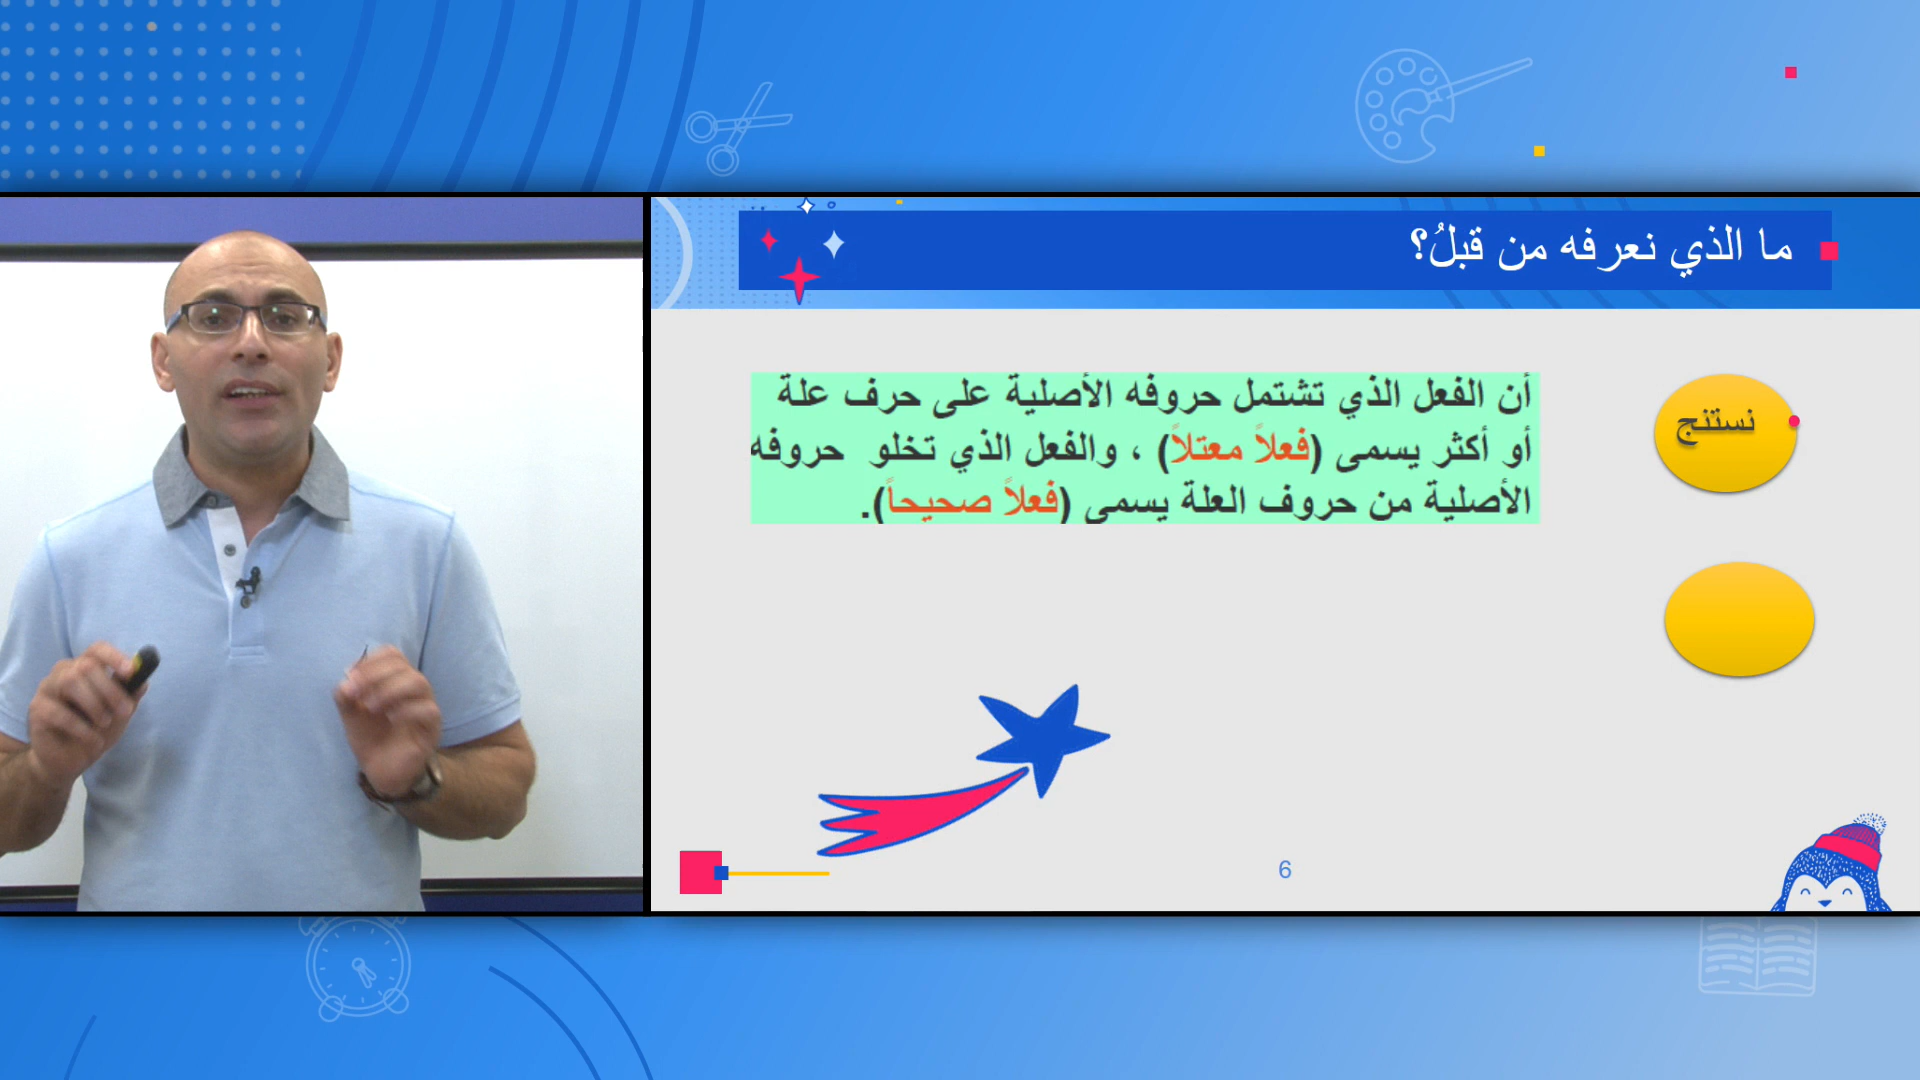 ما الذي نعرفه من قبلُ؟
نستنج
أن الفعل الذي تشتمل حروفه الأصلية على حرف علة
أو أكثر يسمى (فعلاً معتلاً) ، والفعل الذي تخلو حروفه
الأصلية من حروف العلة يسمى (فعلاً صحيحاً).
6